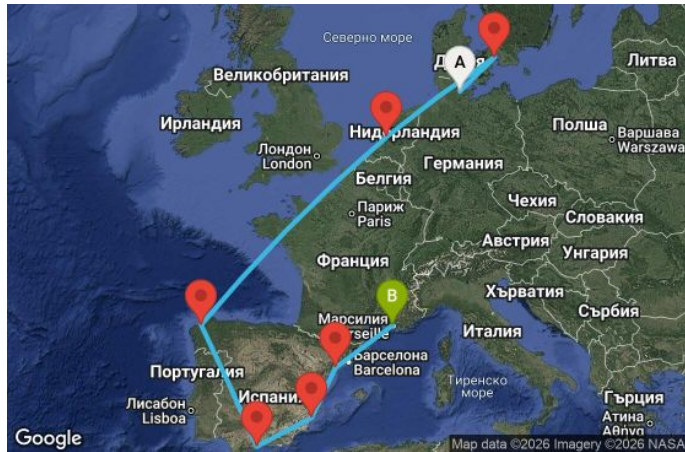 Северно море
Литва
A
Великобритания
Ирландия
Нидерландия
Полша
Варшава
Warszawa
Лондон
London
Белгия
Германия
Париж
Paris
Чехия
Словакия
Австрия
Унгария
Франция
B
Хърватия
Сърбия
Марсилия
Италия
Барселона
Barcelona
Португалия
Тиренско
море
Испания
Гърция
Лисабон
Lisboa
Атина
Αθήνα
Google
Map data ©2026 Imagery ©2026 NASA